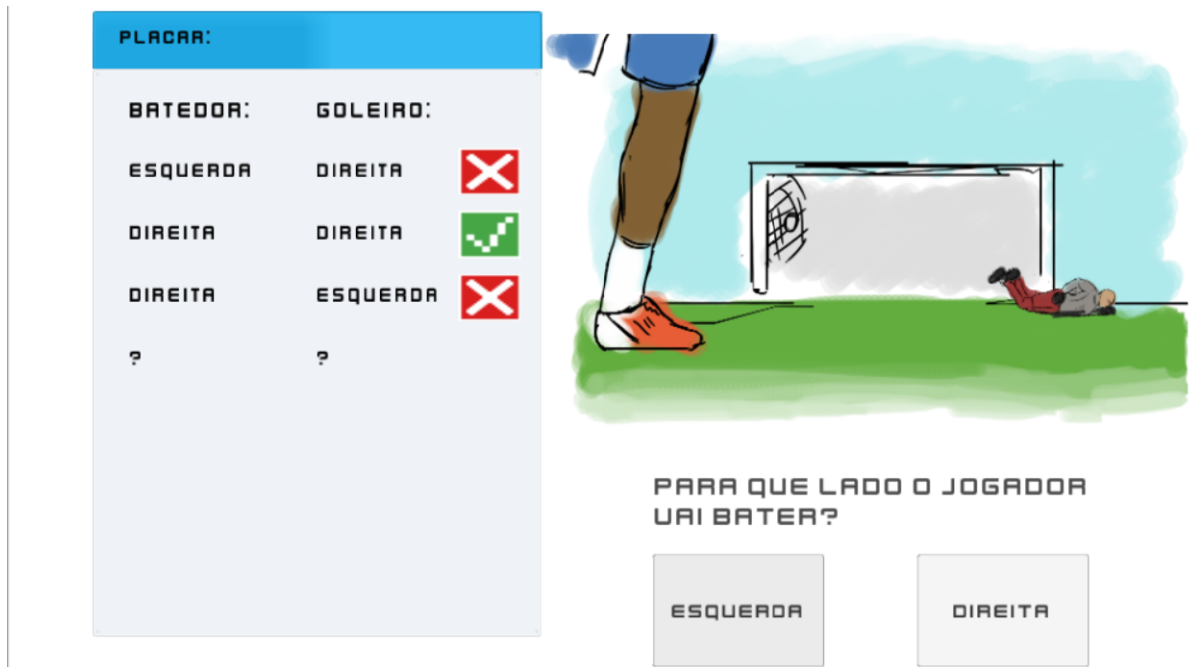 PLACAR:
BATEDOR: GOLEIRO:
ESQUERDA DIREITA
DIREITA DIREITA
DIREITA ESQUERDA
? ?
PARA QUE LADO O JOGADOR
VAI BATER?
ESQUERDA DIREITA